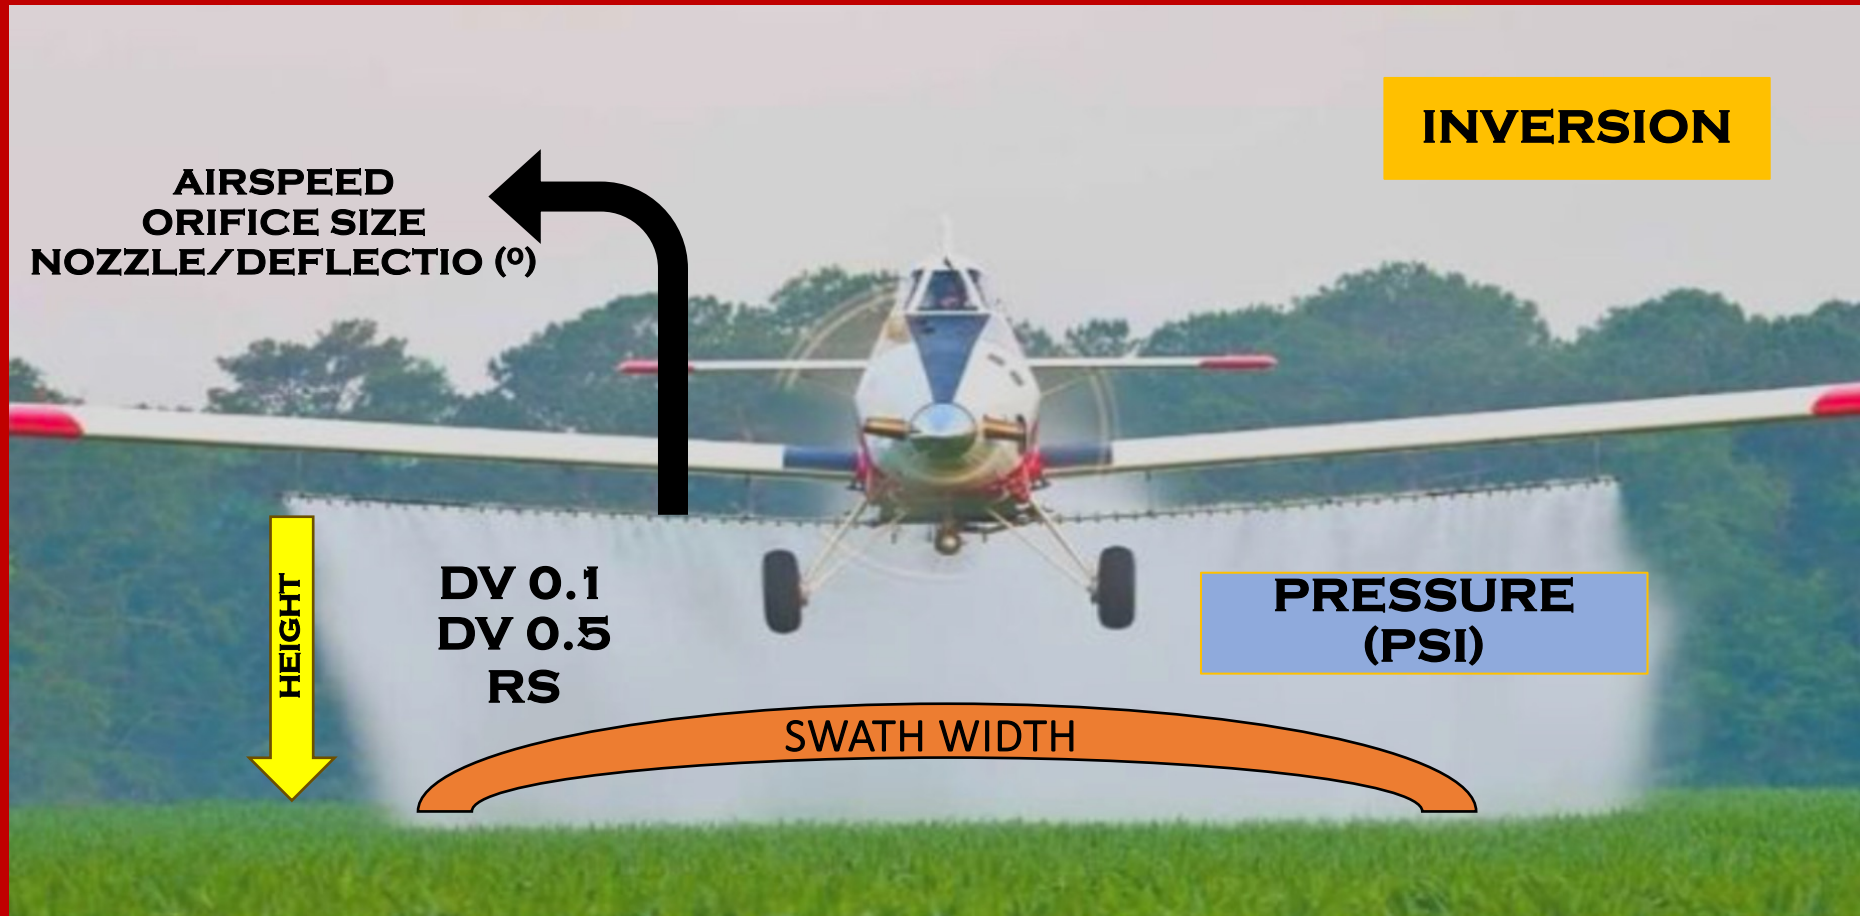 INVERSION
AIRSPEED
ORIFICE SIZE
NOZZLE/DEFLECTIO (º)
HEIGHT
DV 0.1
DV 0.5
RS
PRESSURE
(PSI)
SWATH WIDTH